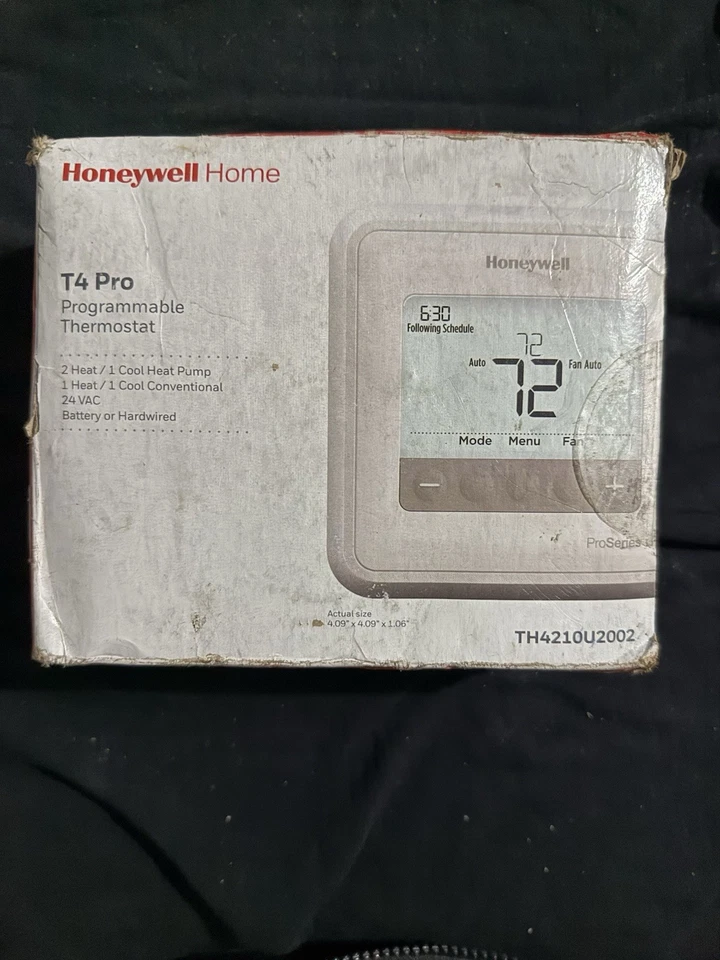 Honeywell Home
T4 Pro
Programmable
Thermostat
2 Heat / 1 Cool Heat Pump
1 Heat / 1 Cool Conventional
24 VAC
Battery or Hardwired
Honeywell
6:30
Following Schedule
72
Auto
72
Fan Auto
Mode Menu Fan
− +
ProSeries
Actual size
4.09" x 4.09" x 1.06"
TH4210U2002